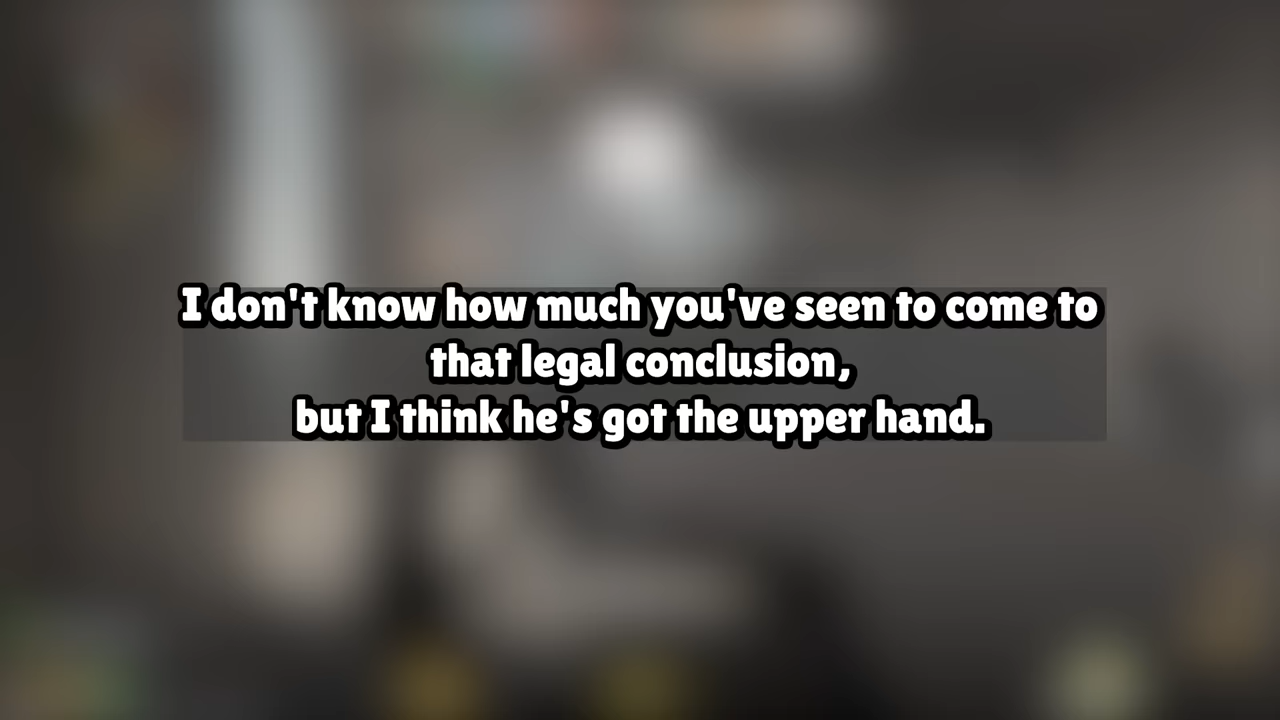 I don't know how much you've seen to come to
that legal conclusion,
but I think he's got the upper hand.